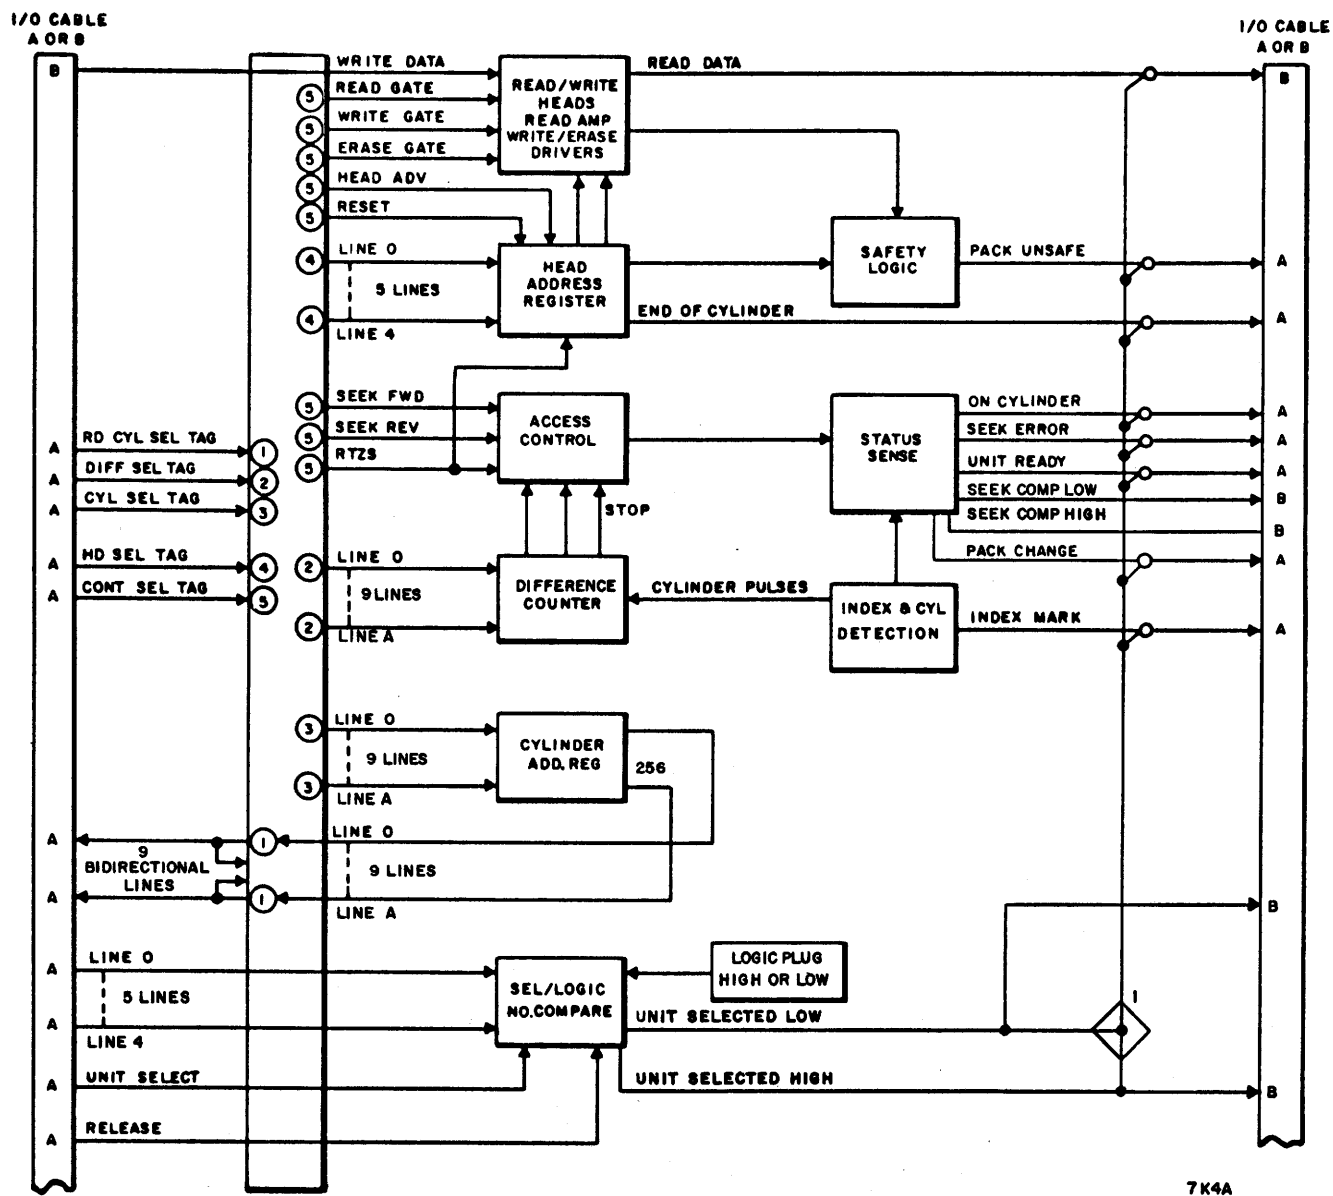 I/O CABLE
A OR B
I/O CABLE
A OR B
B
WRITE DATA
READ DATA
B
5
READ GATE
5
WRITE GATE
5
ERASE GATE
READ/WRITE
HEADS
READ AMP
WRITE/ERASE
DRIVERS
5
HEAD ADV
5
RESET
4
LINE 0
5 LINES
4
LINE 4
HEAD
ADDRESS
REGISTER
SAFETY
LOGIC
PACK UNSAFE
A
END OF CYLINDER
A
5
SEEK FWD
5
SEEK REV
5
RTZS
ACCESS
CONTROL
STATUS
SENSE
ON CYLINDER
A
SEEK ERROR
A
UNIT READY
A
SEEK COMP LOW
B
SEEK COMP HIGH
B
PACK CHANGE
A
A
RD CYL SEL TAG
1
A
DIFF SEL TAG
2
A
CYL SEL TAG
3
STOP
A
HD SEL TAG
4
A
CONT SEL TAG
5
2
LINE 0
9 LINES
2
LINE A
DIFFERENCE
COUNTER
CYLINDER PULSES
INDEX & CYL
DETECTION
INDEX MARK
A
3
LINE 0
9 LINES
3
LINE A
CYLINDER
ADD. REG
256
A
1
LINE 0
9
BIDIRECTIONAL
LINES
9 LINES
A
1
LINE A
B
A
LINE 0
5 LINES
A
LINE 4
SEL/LOGIC
NO. COMPARE
LOGIC PLUG
HIGH OR LOW
UNIT SELECTED LOW
1
A
UNIT SELECT
UNIT SELECTED HIGH
B
A
RELEASE
7K4A